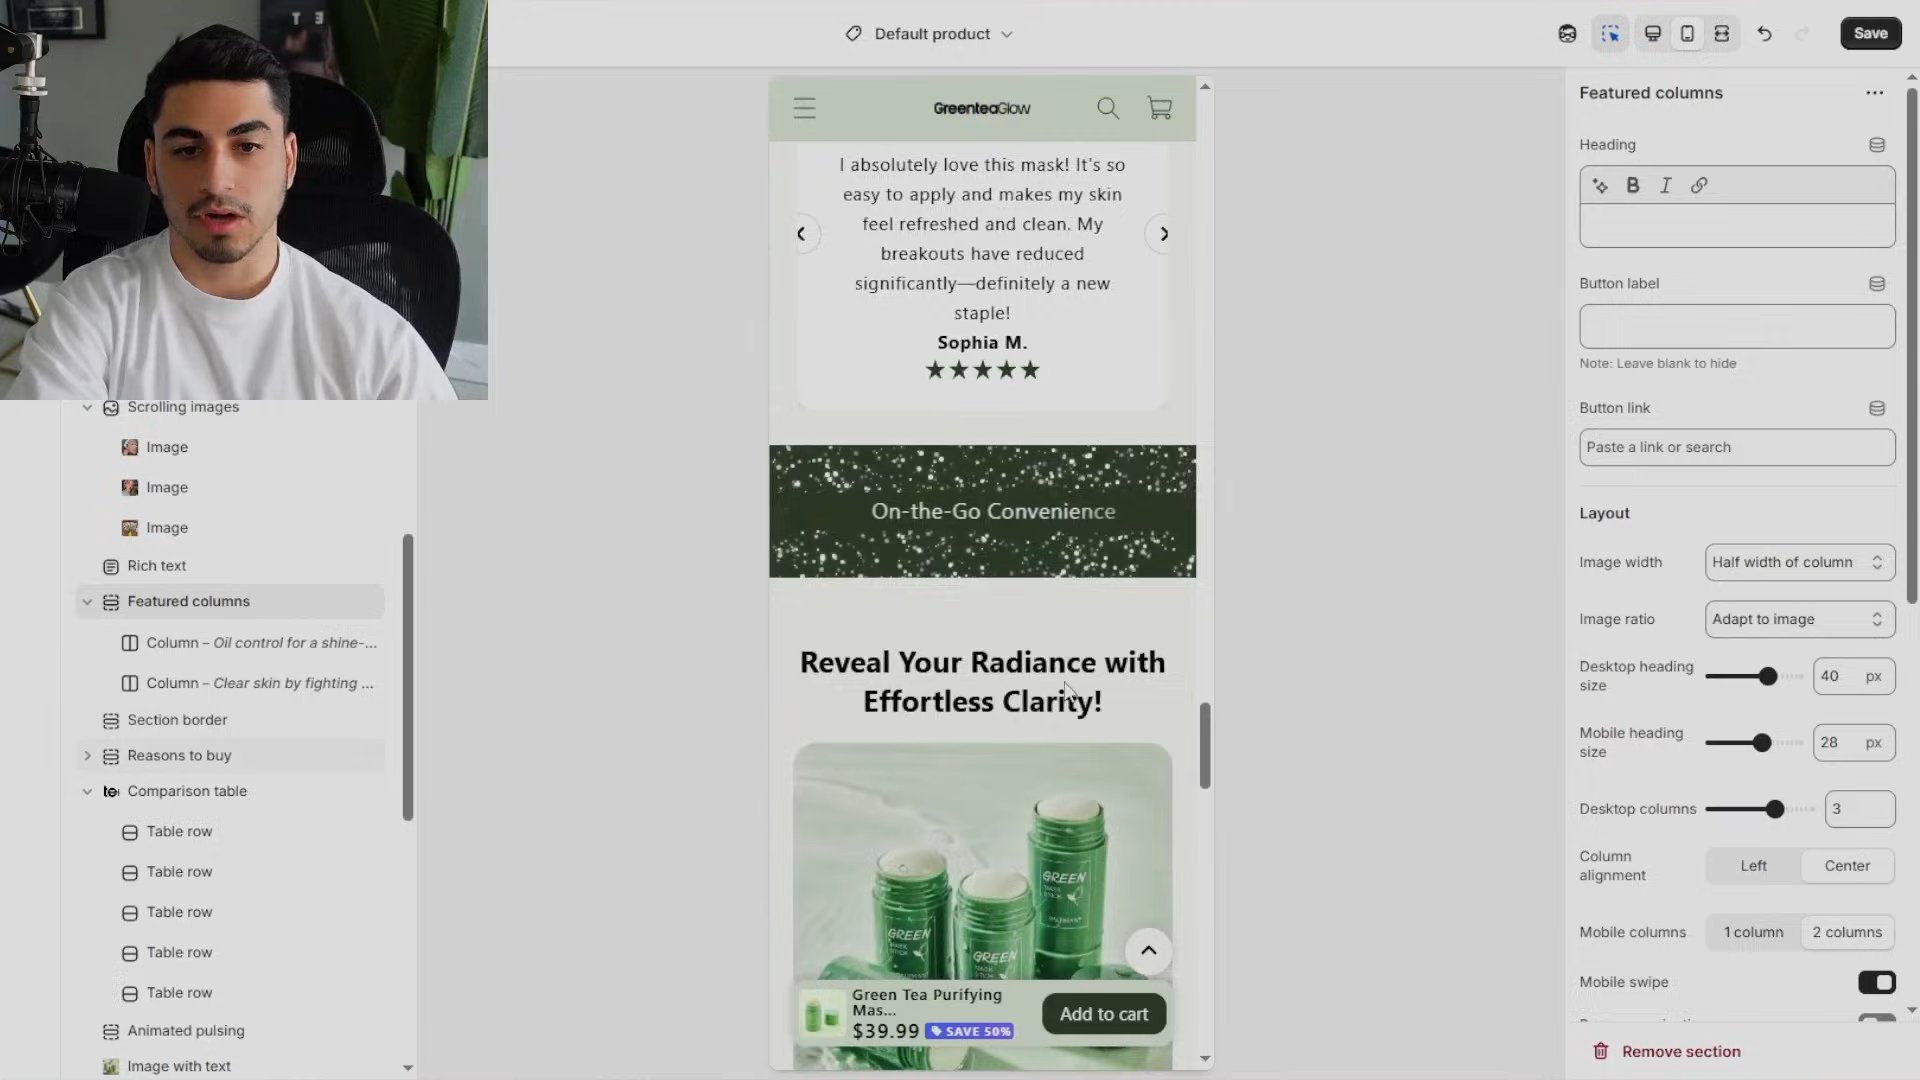 Default product
Save
GreenteaGlow
I absolutely love this mask! It's so
easy to apply and makes my skin
feel refreshed and clean. My
breakouts have reduced
significantly—definitely a new
staple!
Sophia M.
On-the-Go Convenience
Reveal Your Radiance with
Effortless Clarity!
GREEN
MASK
STICK
GREEN
GREEN
Green Tea Purifying
Mas...
$39.99
SAVE 50%
Add to cart
Scrolling images
Image
Image
Image
Rich text
Featured columns
Column – Oil control for a shine-...
Column – Clear skin by fighting ...
Section border
Reasons to buy
Comparison table
Table row
Table row
Table row
Table row
Table row
Animated pulsing
Image with text
Featured columns
Heading
B I
Button label
Note: Leave blank to hide
Button link
Paste a link or search
Layout
Image width
Half width of column
Image ratio
Adapt to image
Desktop heading
size
40 px
Mobile heading
size
28 px
Desktop columns
3
Column
alignment
Left
Center
Mobile columns
1 column
2 columns
Mobile swipe
Remove section